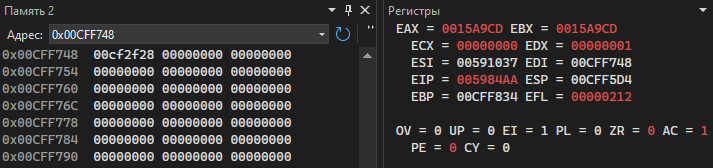 Память 2
Адрес: 0x00CFF748
0x00CFF748 00cf2f28 00000000 00000000
0x00CFF754 00000000 00000000 00000000
0x00CFF760 00000000 00000000 00000000
0x00CFF76C 00000000 00000000 00000000
0x00CFF778 00000000 00000000 00000000
0x00CFF784 00000000 00000000 00000000
0x00CFF790 00000000 00000000 00000000
Регистры
EAX = 0015A9CD EBX = 0015A9CD
ECX = 00000000 EDX = 00000001
ESI = 00591037 EDI = 00CFF748
EIP = 005984AA ESP = 00CFF5D4
EBP = 00CFF834 EFL = 00000212
OV = 0 UP = 0 EI = 1 PL = 0 ZR = 0 AC = 1
PE = 0 CY = 0